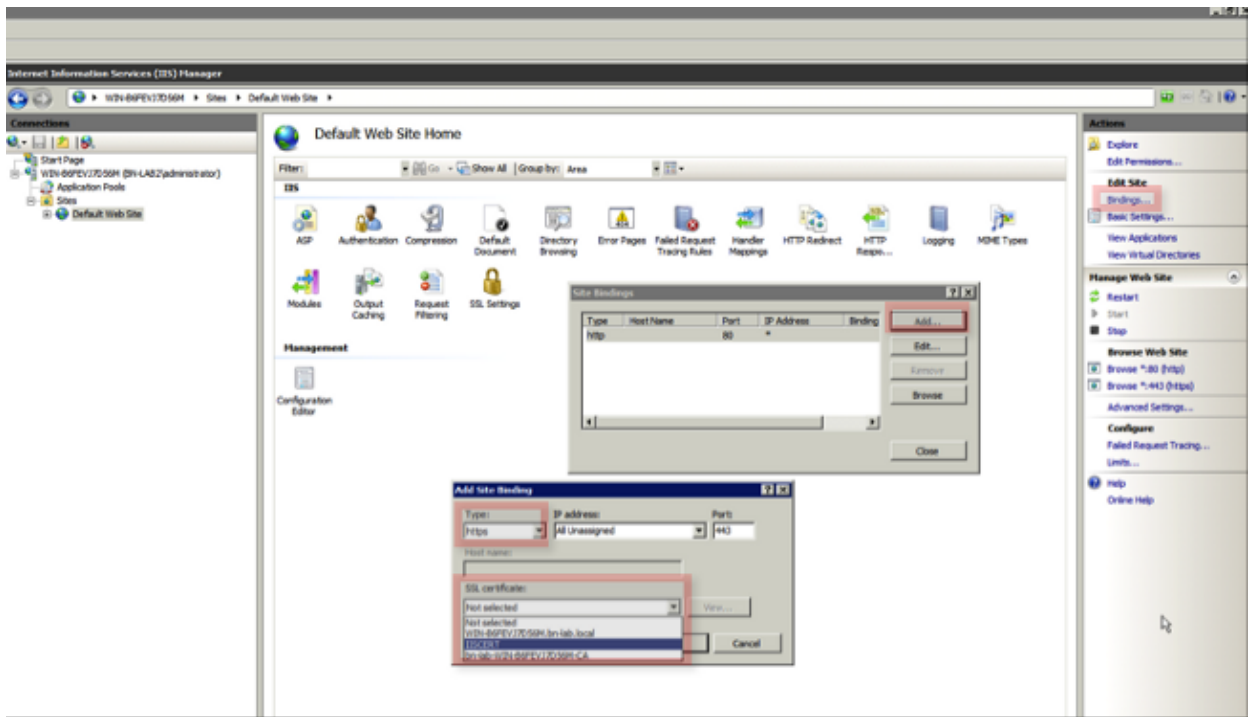 Internet Information Services (IIS) Manager
Sites
Default Web Site
Connections
Start Page
(BN-LAB2\administrator)
Application Pools
Sites
Default Web Site
Default Web Site Home
Filter:
Go
Show All
Group by:
Area
IIS
ASP
Authentication
Compression
Default Document
Directory Browsing
Error Pages
Failed Request Tracing Rules
Handler Mappings
HTTP Redirect
HTTP Respo...
Logging
MIME Types
Modules
Output Caching
Request Filtering
SSL Settings
Management
Configuration Editor
Site Bindings
Type
Host Name
Port
IP Address
Binding
http
80
*
Add...
Edit...
Remove
Browse
Close
Add Site Binding
Type:
IP address:
Port:
https
All Unassigned
443
Host name:
SSL certificate:
Not selected
View...
Not selected
IISCERT
Cancel
Actions
Explore
Edit Permissions...
Edit Site
Bindings...
Basic Settings...
View Applications
View Virtual Directories
Manage Web Site
Restart
Start
Stop
Browse Web Site
Browse *:80 (http)
Browse *:443 (https)
Advanced Settings...
Configure
Failed Request Tracing...
Limits...
Help
Online Help